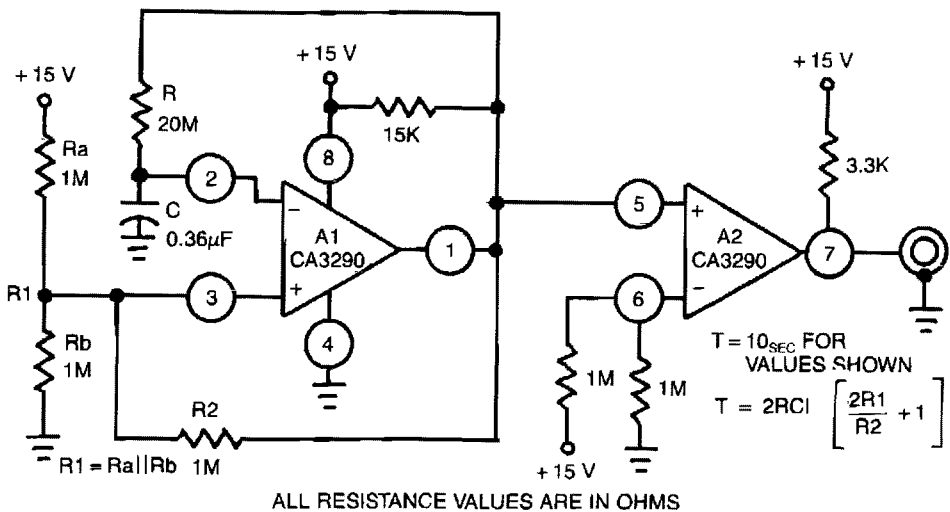 + 15 V
Ra
1M
R
20M
C
0.36µF
R1
Rb
1M
R1 = Ra||Rb
R2
1M
2
3
+ 15 V
8
15K
–
A1
CA3290
+
4
1
5
6
+
A2
CA3290
–
7
+ 15 V
3.3K
1M
1M
+ 15 V
T = 10SEC FOR
VALUES SHOWN
T = 2RCI [ 2R1/R2 + 1 ]
ALL RESISTANCE VALUES ARE IN OHMS